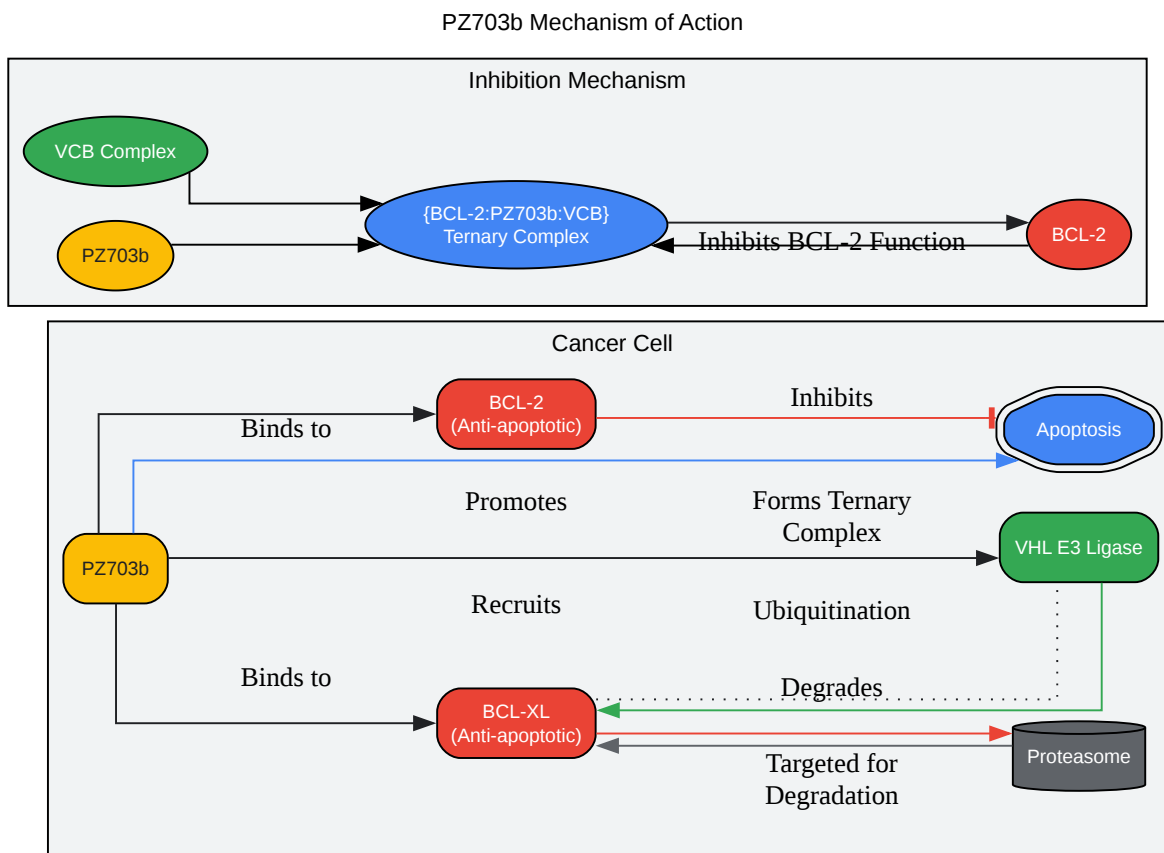 PZ703b Mechanism of Action
Inhibition Mechanism
VCB Complex
{BCL-2:PZ703b:VCB}
Ternary Complex
PZ703b
Inhibits BCL-2 Function
BCL-2
Cancer Cell
BCL-2
(Anti-apoptotic)
Inhibits
Apoptosis
Binds to
Promotes
Forms Ternary
Complex
VHL E3 Ligase
PZ703b
Recruits
Ubiquitination
Binds to
Degrades
BCL-XL
(Anti-apoptotic)
Proteasome
Targeted for
Degradation